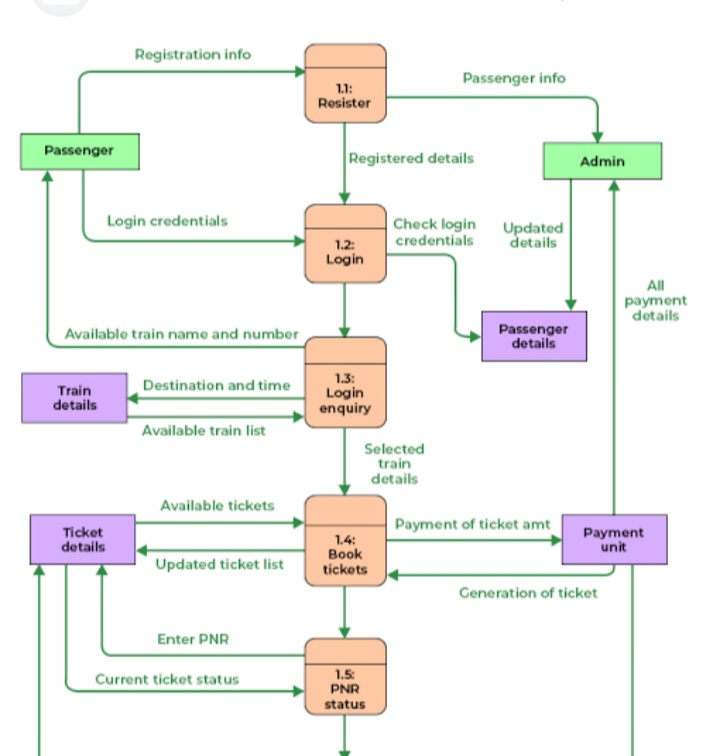 Registration info
1.1:
Resister
Passenger info
Passenger
Registered details
Admin
Login credentials
1.2:
Login
Check login
credentials
Updated
details
All
payment
details
Passenger
details
Available train name and number
1.3:
Login
enquiry
Train
details
Destination and time
Available train list
Selected
train
details
Available tickets
Ticket
details
1.4:
Book
tickets
Payment of ticket amt
Payment
unit
Updated ticket list
Generation of ticket
Enter PNR
1.5:
PNR
status
Current ticket status